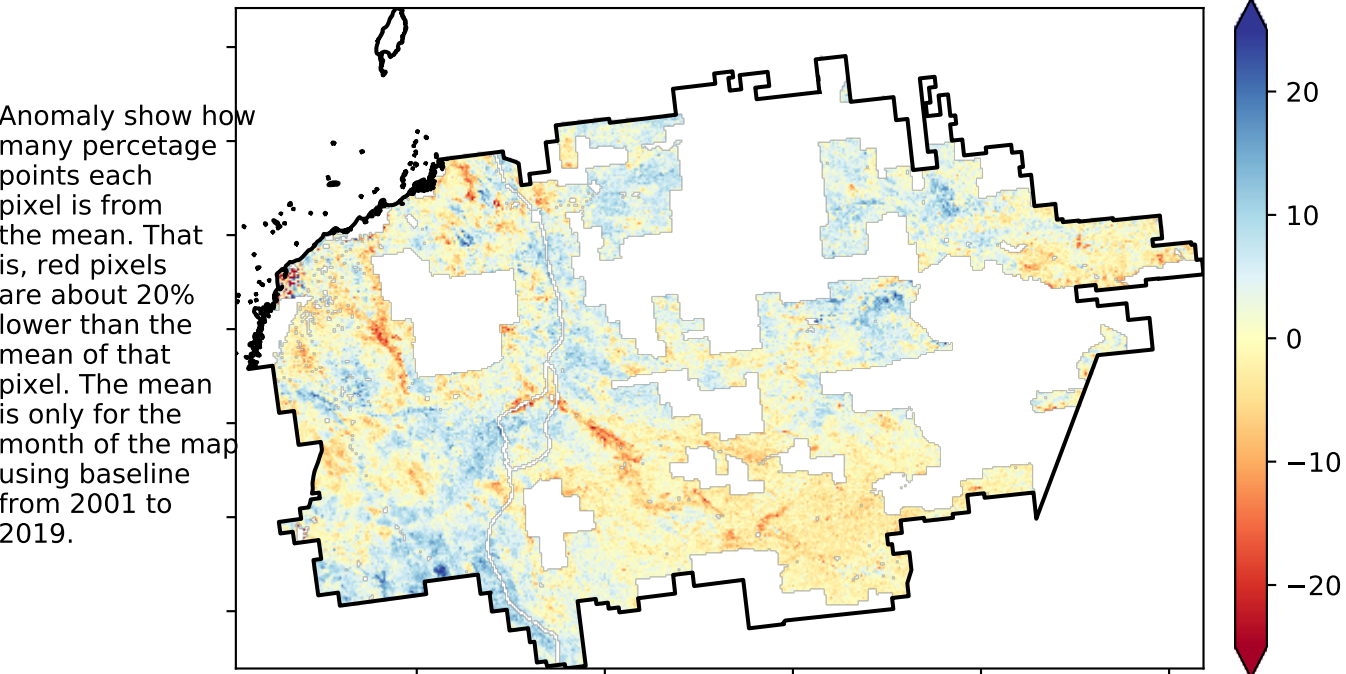 Anomaly show how
many percetage
points each
pixel is from
the mean. That
is, red pixels
are about 20%
lower than the
mean of that
pixel. The mean
is only for the
month of the map
using baseline
from 2001 to
2019.
20
10
0
−10
−20